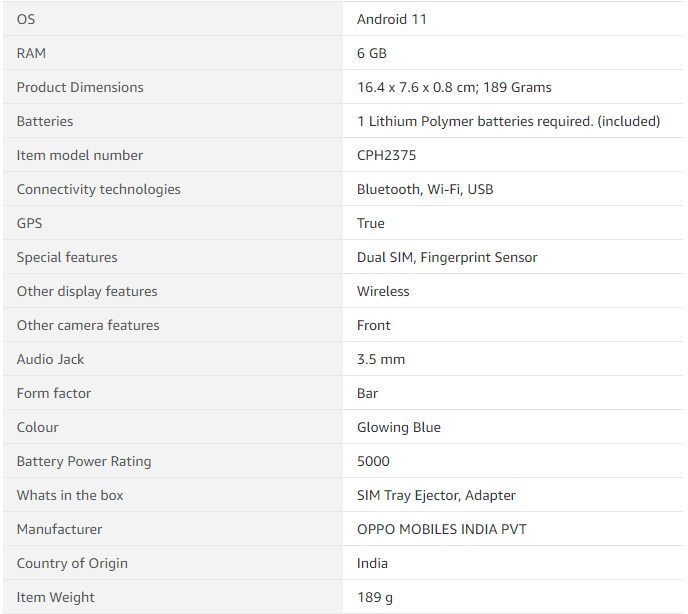 OS Android 11
RAM 6 GB
Product Dimensions 16.4 x 7.6 x 0.8 cm; 189 Grams
Batteries 1 Lithium Polymer batteries required. (included)
Item model number CPH2375
Connectivity technologies Bluetooth, Wi-Fi, USB
GPS True
Special features Dual SIM, Fingerprint Sensor
Other display features Wireless
Other camera features Front
Audio Jack 3.5 mm
Form factor Bar
Colour Glowing Blue
Battery Power Rating 5000
Whats in the box SIM Tray Ejector, Adapter
Manufacturer OPPO MOBILES INDIA PVT
Country of Origin India
Item Weight 189 g